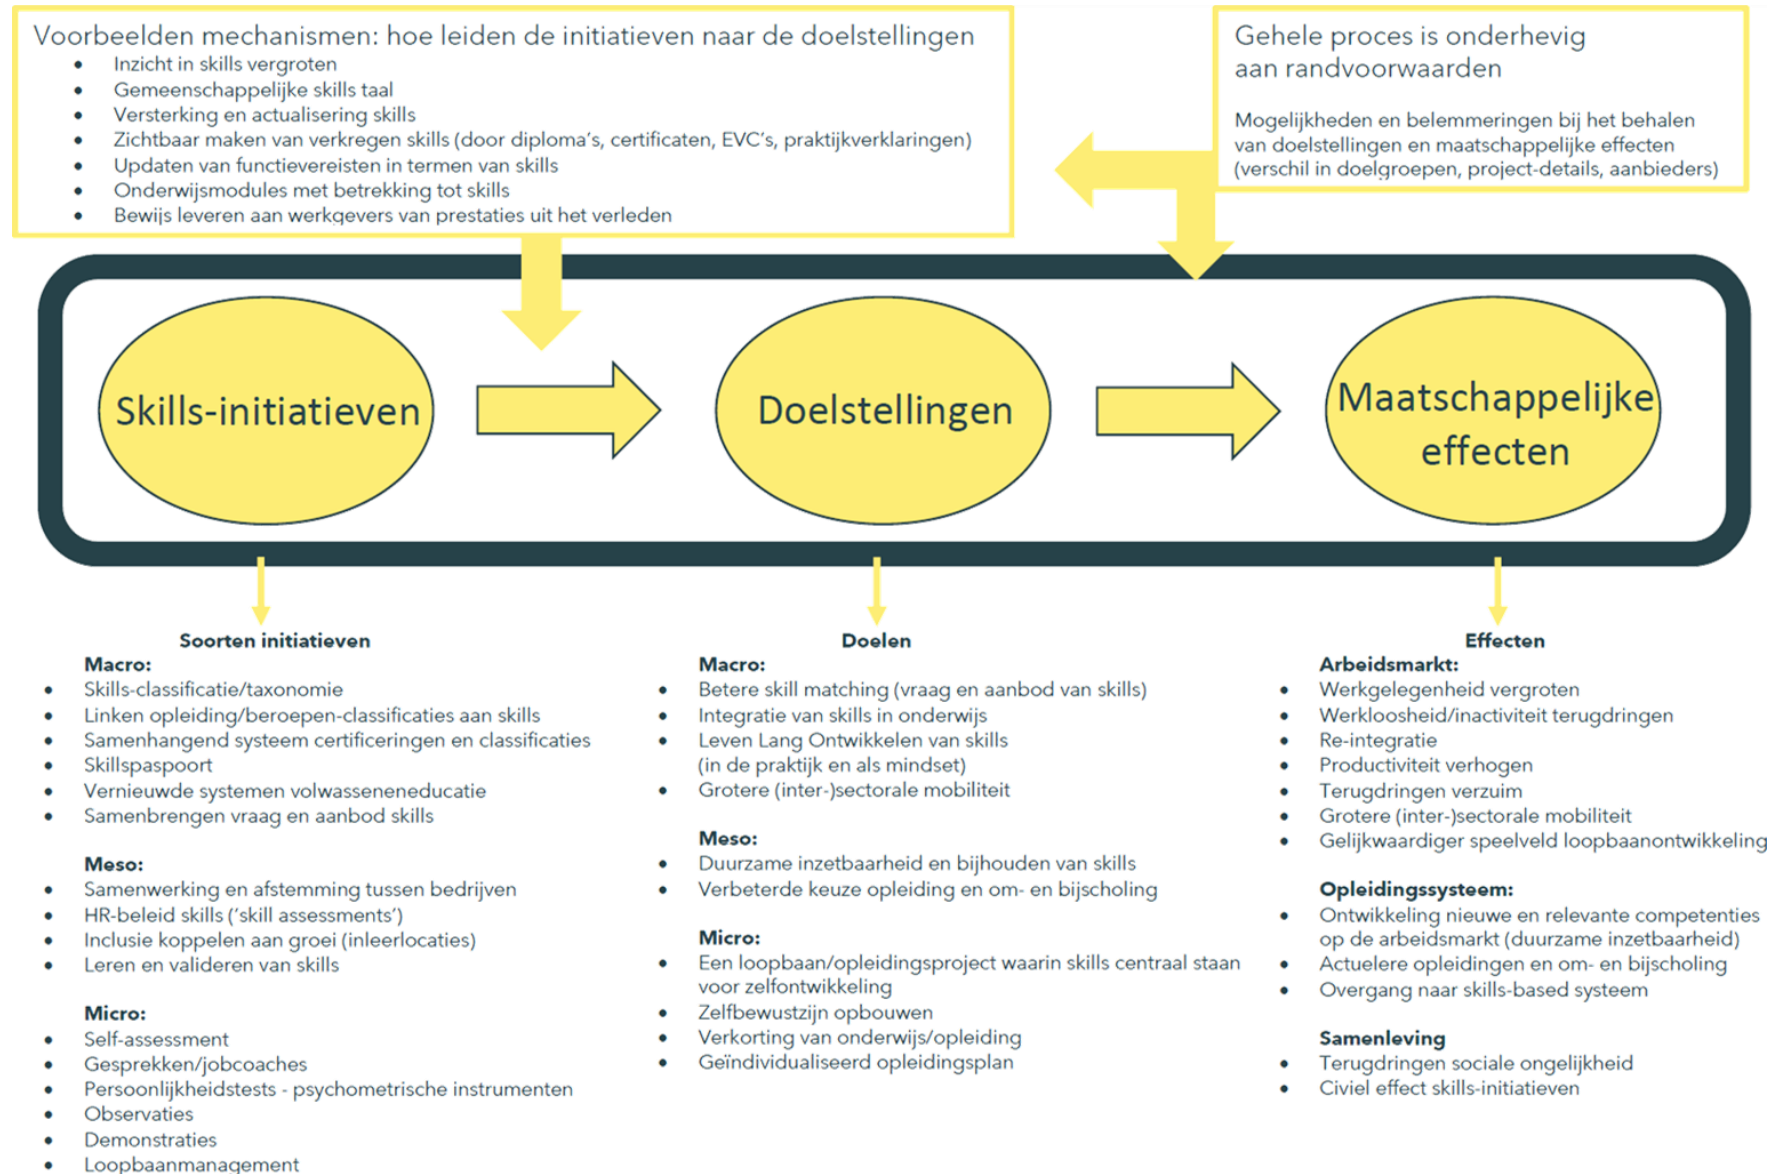 Voorbeelden mechanismen: hoe leiden de initiatieven naar de doelstellingen
• Inzicht in skills vergroten
• Gemeenschappelijke skills taal
• Versterking en actualisering skills
• Zichtbaar maken van verkregen skills (door diploma's, certificaten, EVC's, praktijkverklaringen)
• Updaten van functievereisten in termen van skills
• Onderwijsmodules met betrekking tot skills
• Bewijs leveren aan werkgevers van prestaties uit het verleden
Gehele proces is onderhevig
aan randvoorwaarden
Mogelijkheden en belemmeringen bij het behalen
van doelstellingen en maatschappelijke effecten
(verschil in doelgroepen, project-details, aanbieders)
Skills-initiatieven
Doelstellingen
Maatschappelijke
effecten
Soorten initiatieven
Macro:
• Skills-classificatie/taxonomie
• Linken opleiding/beroepen-classificaties aan skills
• Samenhangend systeem certificeringen en classificaties
• Skillspaspoort
• Vernieuwde systemen volwasseneneducatie
• Samenbrengen vraag en aanbod skills
Meso:
• Samenwerking en afstemming tussen bedrijven
• HR-beleid skills ('skill assessments')
• Inclusie koppelen aan groei (inleerlocaties)
• Leren en valideren van skills
Micro:
• Self-assessment
• Gesprekken/jobcoaches
• Persoonlijkheidstests - psychometrische instrumenten
• Observaties
• Demonstraties
• Loopbaanmanagement
Doelen
Macro:
• Betere skill matching (vraag en aanbod van skills)
• Integratie van skills in onderwijs
• Leven Lang Ontwikkelen van skills
(in de praktijk en als mindset)
• Grotere (inter-)sectorale mobiliteit
Meso:
• Duurzame inzetbaarheid en bijhouden van skills
• Verbeterde keuze opleiding en om- en bijscholing
Micro:
• Een loopbaan/opleidingsproject waarin skills centraal staan
voor zelfontwikkeling
• Zelfbewustzijn opbouwen
• Verkorting van onderwijs/opleiding
• Geïndividualiseerd opleidingsplan
Effecten
Arbeidsmarkt:
• Werkgelegenheid vergroten
• Werkloosheid/inactiviteit terugdringen
• Re-integratie
• Productiviteit verhogen
• Terugdringen verzuim
• Grotere (inter-)sectorale mobiliteit
• Gelijkwaardiger speelveld loopbaanontwikkeling
Opleidingssysteem:
• Ontwikkeling nieuwe en relevante competenties
op de arbeidsmarkt (duurzame inzetbaarheid)
• Actuelere opleidingen en om- en bijscholing
• Overgang naar skills-based systeem
Samenleving
• Terugdringen sociale ongelijkheid
• Civiel effect skills-initiatieven